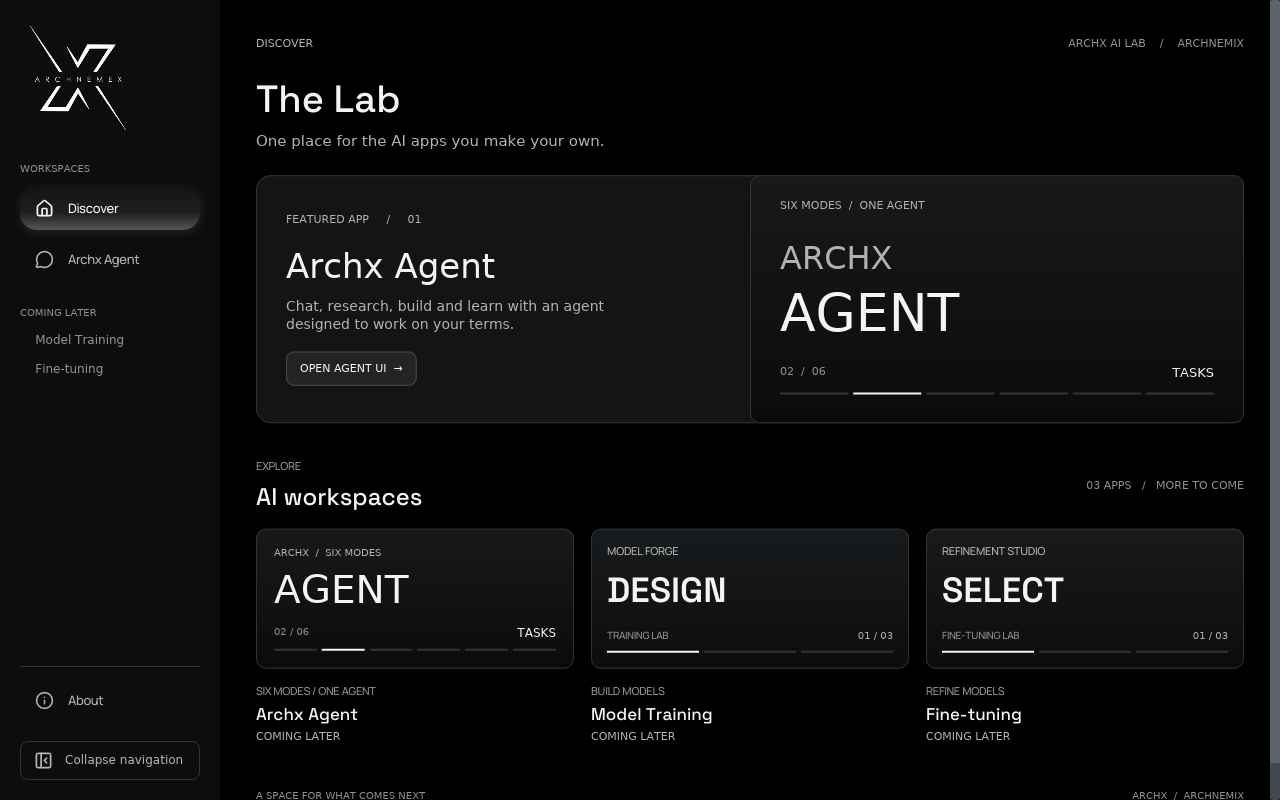 ARCHNEMEX
WORKSPACES
Discover
Archx Agent
COMING LATER
Model Training
Fine-tuning
About
Collapse navigation
DISCOVER
ARCHX AI LAB / ARCHNEMIX
The Lab
One place for the AI apps you make your own.
FEATURED APP / 01
Archx Agent
Chat, research, build and learn with an agent
designed to work on your terms.
OPEN AGENT UI →
SIX MODES / ONE AGENT
ARCHX
AGENT
02 / 06
TASKS
EXPLORE
AI workspaces
03 APPS / MORE TO COME
ARCHX / SIX MODES
AGENT
02 / 06
TASKS
SIX MODES / ONE AGENT
Archx Agent
COMING LATER
MODEL FORGE
DESIGN
TRAINING LAB
01 / 03
BUILD MODELS
Model Training
COMING LATER
REFINEMENT STUDIO
SELECT
FINE-TUNING LAB
01 / 03
REFINE MODELS
Fine-tuning
COMING LATER
A SPACE FOR WHAT COMES NEXT
ARCHX / ARCHNEMIX